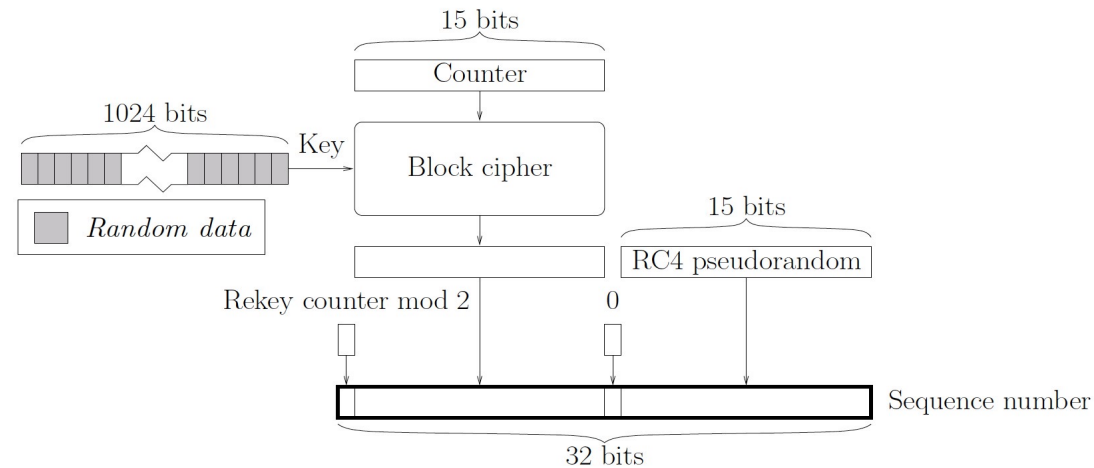 15 bits
Counter
1024 bits
Key
Block cipher
Random data
15 bits
RC4 pseudorandom
Rekey counter mod 2
0
Sequence number
32 bits